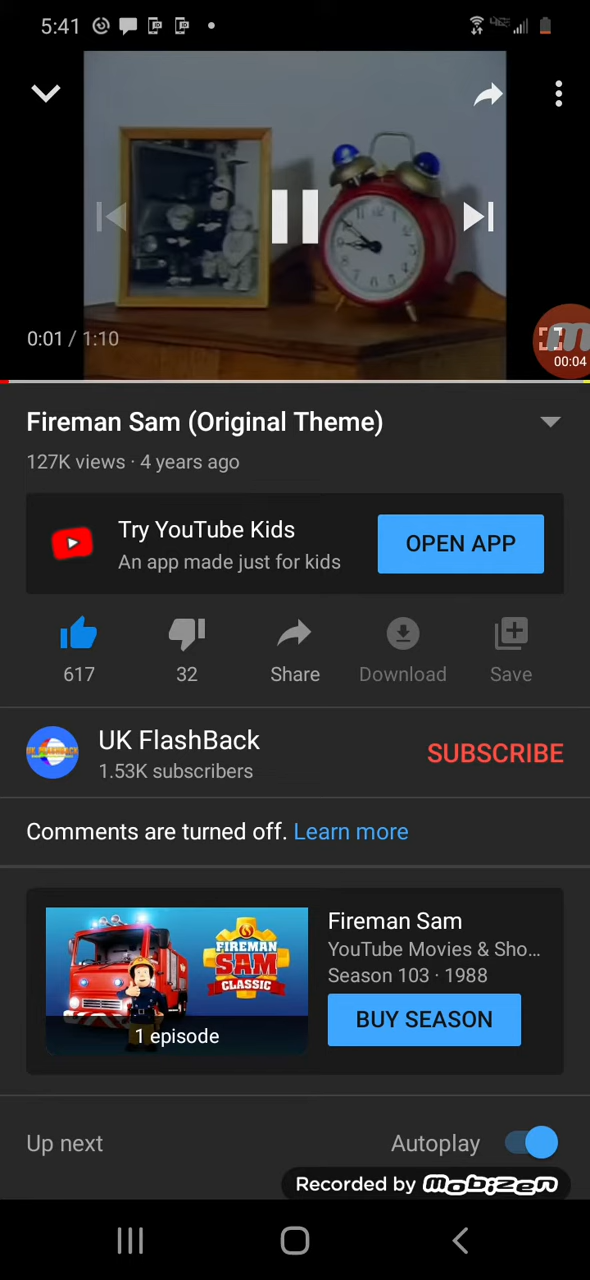 5:41
0:01 / 1:10
00:04
Fireman Sam (Original Theme)
127K views · 4 years ago
Try YouTube Kids
An app made just for kids
OPEN APP
617
32
Share
Download
Save
UK FlashBack
1.53K subscribers
SUBSCRIBE
Comments are turned off. Learn more
FIREMAN
SAM
CLASSIC
1 episode
Fireman Sam
YouTube Movies & Sho...
Season 103 · 1988
BUY SEASON
Up next
Autoplay
Recorded by mobizen